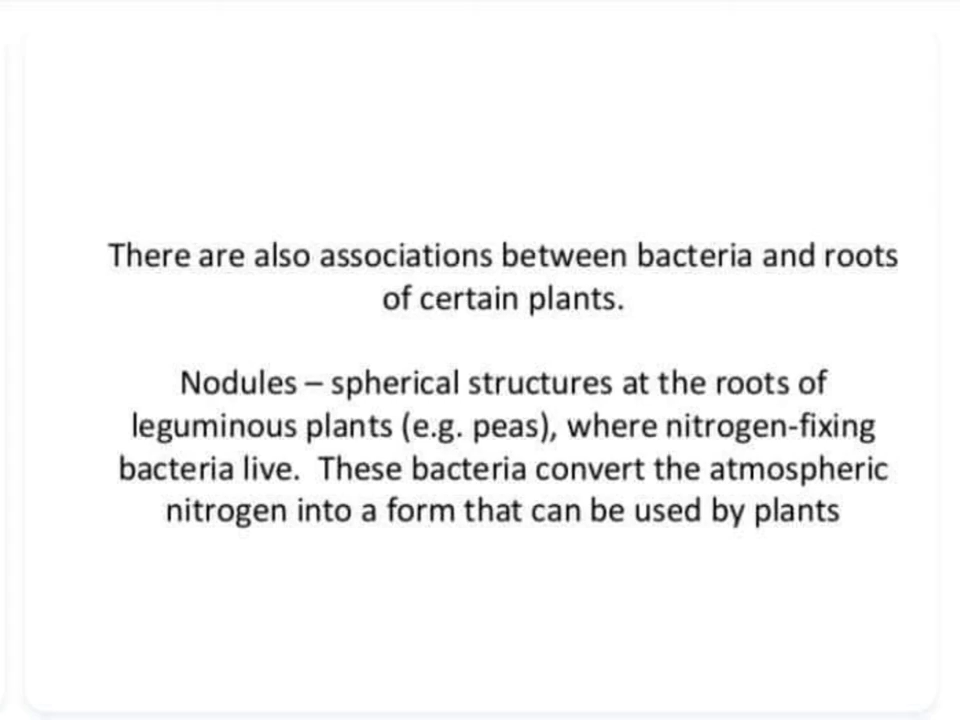 There are also associations between bacteria and roots
of certain plants.
Nodules – spherical structures at the roots of
leguminous plants (e.g. peas), where nitrogen-fixing
bacteria live.  These bacteria convert the atmospheric
nitrogen into a form that can be used by plants